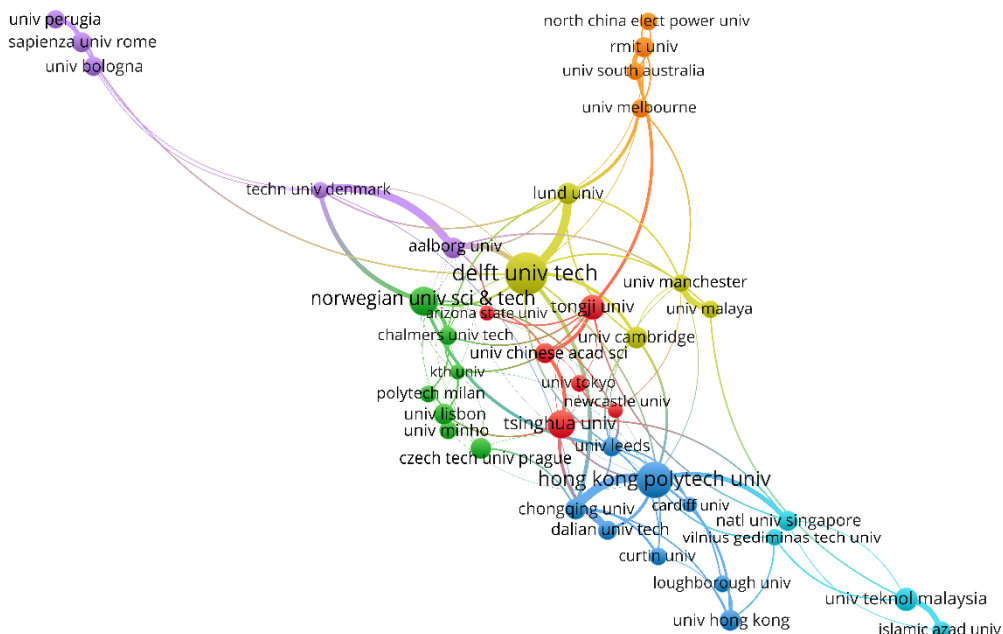 univ perugia
north china elect power univ
sapienza univ rome
rmit univ
univ bologna
univ south australia
univ melbourne
techn univ denmark
lund univ
aalborg univ
delft univ tech
univ manchester
norwegian univ sci & tech
tongji univ
univ malaya
arizona state univ
chalmers univ tech
univ cambridge
univ chinese acad sci
kth univ
univ tokyo
polytech milan
newcastle univ
univ lisbon
tsinghua univ
univ minho
univ leeds
czech tech univ prague
hong kong polytech univ
cardiff univ
chongqing univ
natl univ singapore
dalian univ tech
vilnius gediminas tech univ
curtin univ
loughborough univ
univ teknol malaysia
univ hong kong
islamic azad univ